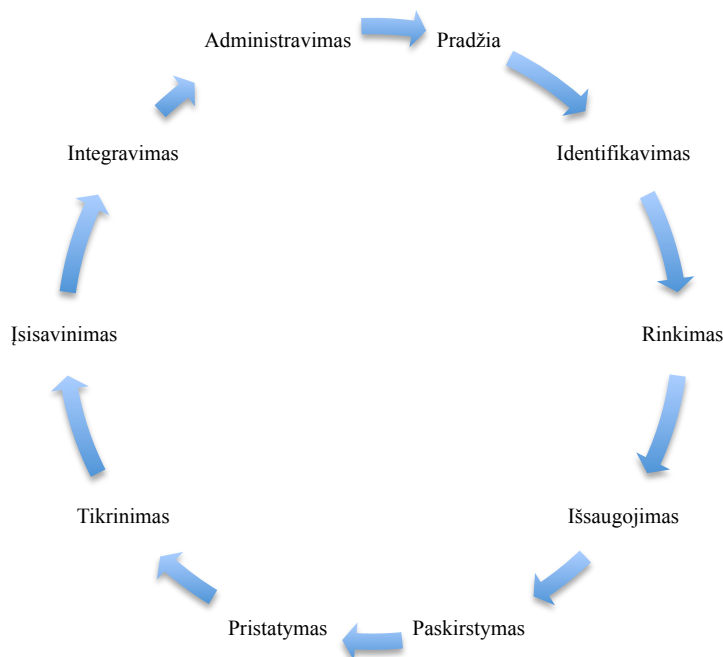 Administravimas
Pradžia
Identifikavimas
Rinkimas
Išsaugojimas
Paskirstymas
Pristatymas
Tikrinimas
Įsisavinimas
Integravimas